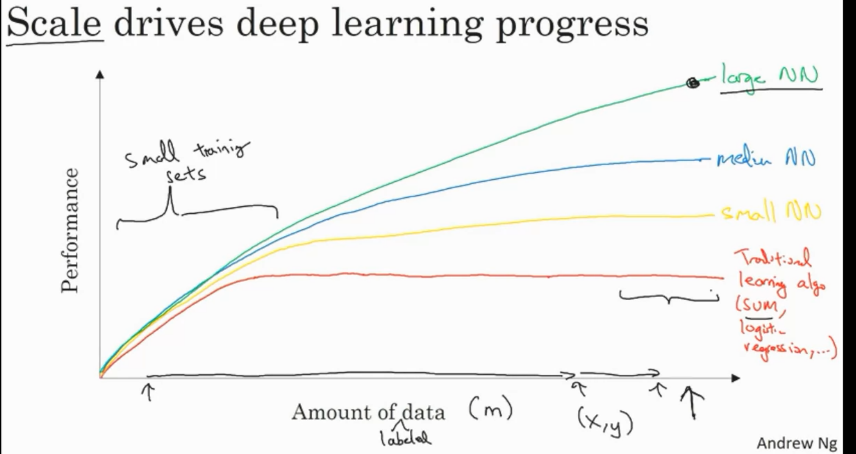 Scale drives deep learning progress
large NN
small training
sets
medium NN
small NN
Performance
Traditional
learning algo
(SVM,
logistic
regression,...)
Amount of data (m)
labeled
(x,y)
Andrew Ng